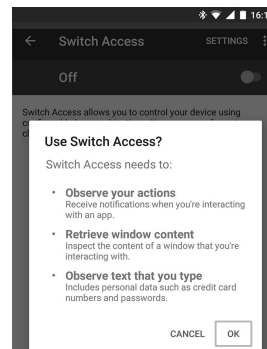 16:1
Switch Access SETTINGS
Off
Switch Access allows you to control your device using
Use Switch Access?
Switch Access needs to:
• Observe your actions
Receive notifications when you're interacting
with an app.
• Retrieve window content
Inspect the content of a window that you're
interacting with.
• Observe text that you type
Includes personal data such as credit card
numbers and passwords.
CANCEL OK